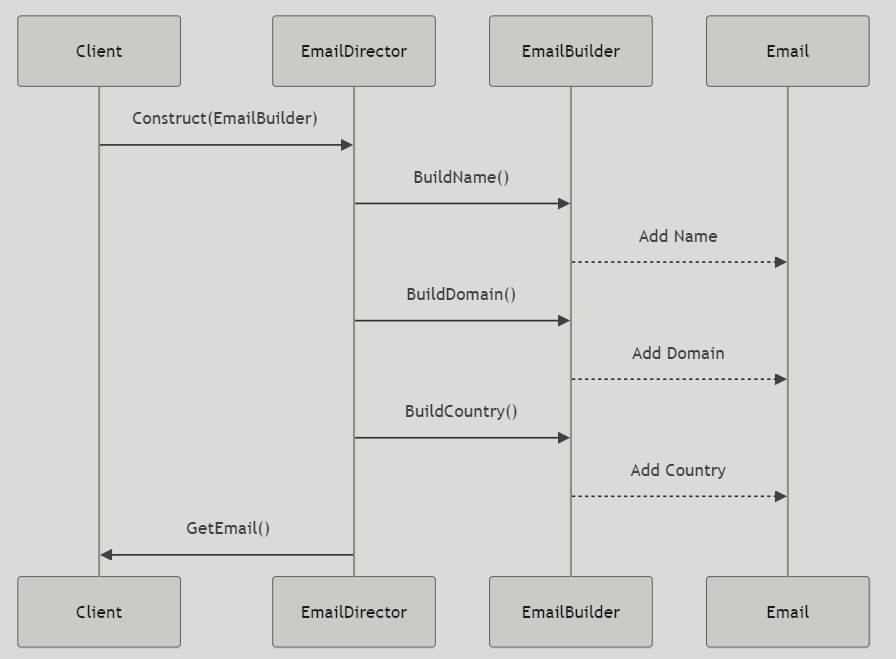 Client
EmailDirector
EmailBuilder
Email
Construct(EmailBuilder)
BuildName()
Add Name
BuildDomain()
Add Domain
BuildCountry()
Add Country
GetEmail()
Client
EmailDirector
EmailBuilder
Email